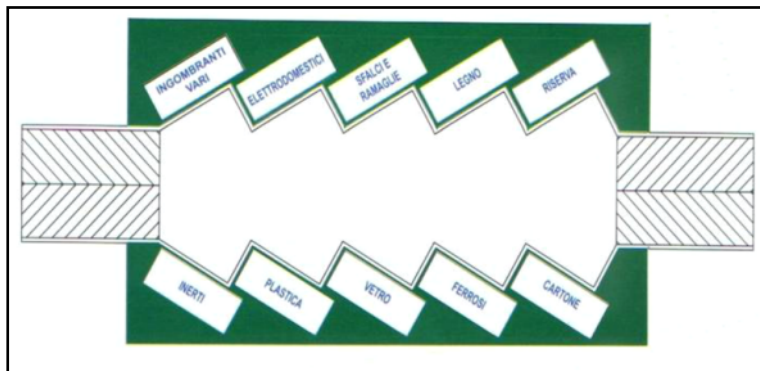 INGOMBRANTI
VARI
ELETTRODOMESTICI
SFALCI E
RAMAGLIE
LEGNO
RISERVA
INERTI
PLASTICA
VETRO
FERROSI
CARTONE